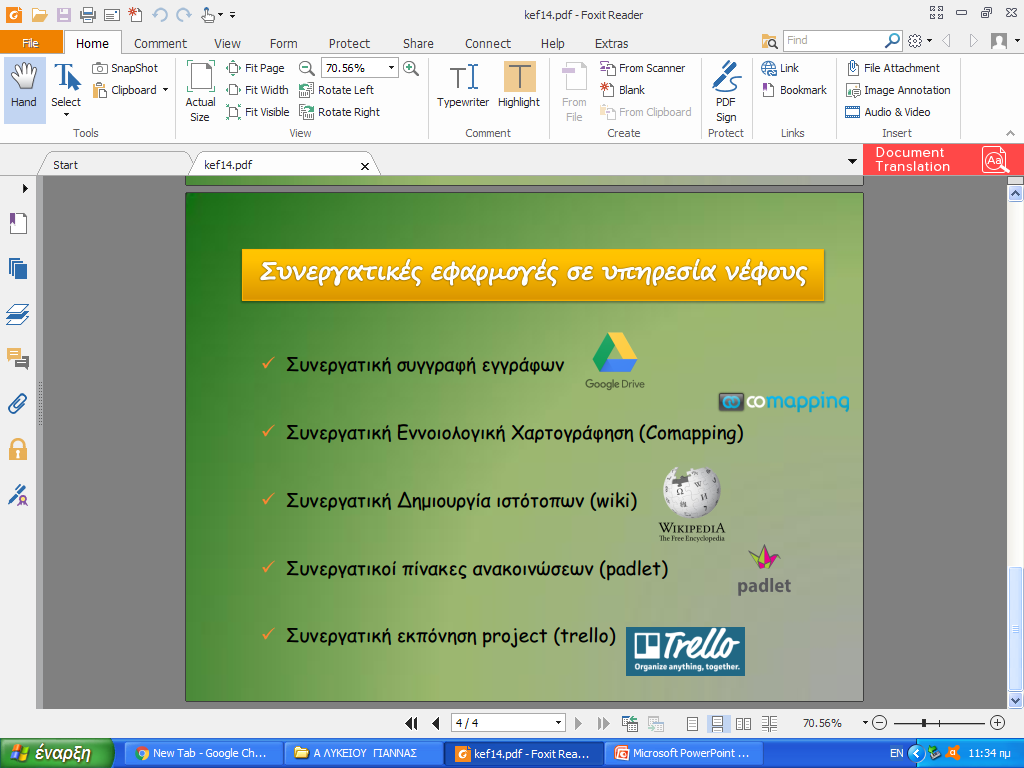 kef14.pdf - Foxit Reader
File Home Comment View Form Protect Share Connect Help Extras Find
Hand
Select
SnapShot
Clipboard
Tools
Actual Size
Fit Page
Fit Width
Fit Visible
70.56%
Rotate Left
Rotate Right
View
Typewriter
Highlight
Comment
From File
From Scanner
Blank
From Clipboard
Create
PDF Sign
Protect
Link
Bookmark
Links
File Attachment
Image Annotation
Audio & Video
Insert
Start
kef14.pdf
Document
Translation
Συνεργατικές εφαρμογές σε υπηρεσία νέφους
Συνεργατική συγγραφή εγγράφων
Google Drive
comapping
Συνεργατική Εννοιολογική Χαρτογράφηση (Comapping)
Συνεργατική Δημιουργία ιστότοπων (wiki)
WIKIPEDIA
The Free Encyclopedia
Συνεργατικοί πίνακες ανακοινώσεων (padlet)
padlet
Συνεργατική εκπόνηση project (trello)
Trello
Organize anything, together.
4 / 4
70.56%
έναρξη
New Tab - Google Ch...
Α ΛΥΚΕΙΟΥ ΓΙΑΝΝΑΣ
kef14.pdf - Foxit Rea...
Microsoft PowerPoint ...
EN
11:34 πμ